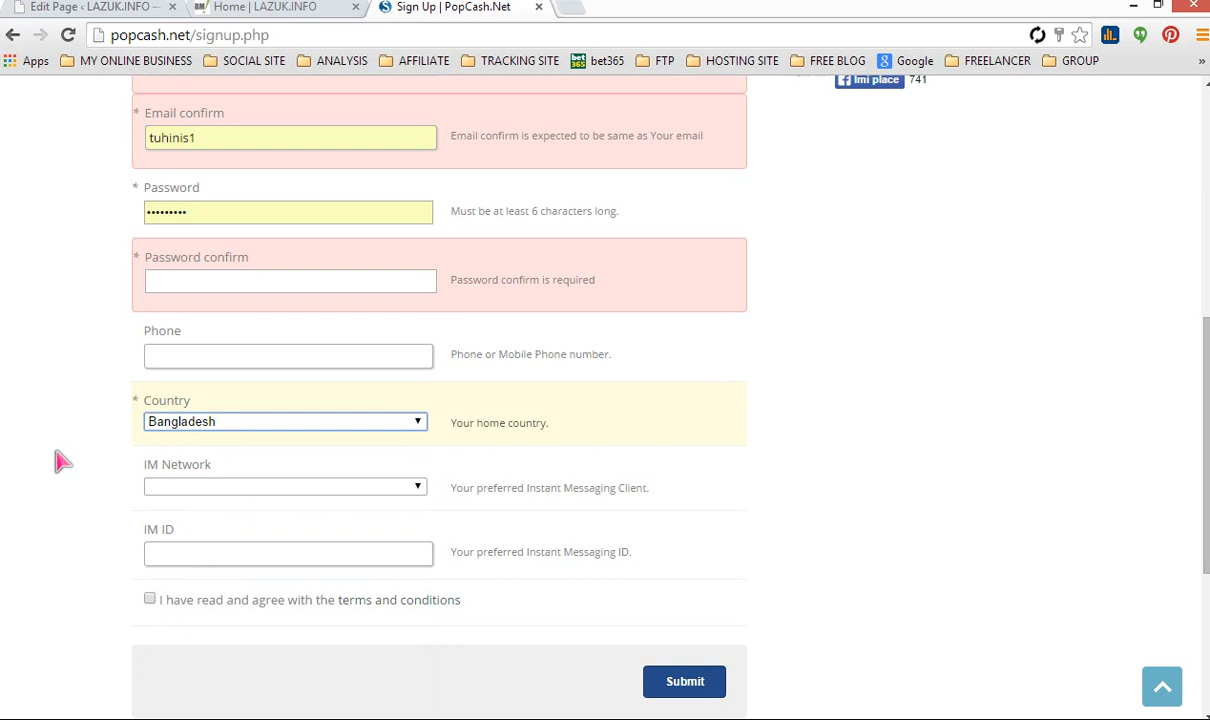 Edit Page ‹ LAZUK.INFO —
Home | LAZUK.INFO
Sign Up | PopCash.Net
popcash.net/signup.php
Apps MY ONLINE BUSINESS SOCIAL SITE ANALYSIS AFFILIATE TRACKING SITE bet365 FTP HOSTING SITE FREE BLOG Google FREELANCER GROUP »
Îmi place 741
* Email confirm
tuhinis1 Email confirm is expected to be same as Your email
* Password
••••••••• Must be at least 6 characters long.
* Password confirm
Password confirm is required
Phone
Phone or Mobile Phone number.
* Country
Bangladesh Your home country.
IM Network
Your preferred Instant Messaging Client.
IM ID
Your preferred Instant Messaging ID.
I have read and agree with the terms and conditions
Submit